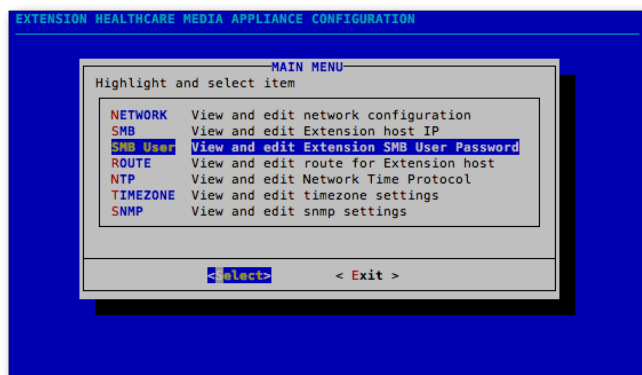 EXTENSION HEALTHCARE MEDIA APPLIANCE CONFIGURATION
MAIN MENU
Highlight and select item
NETWORK View and edit network configuration
SMB View and edit Extension host IP
SMB User View and edit Extension SMB User Password
ROUTE View and edit route for Extension host
NTP View and edit Network Time Protocol
TIMEZONE View and edit timezone settings
SNMP View and edit snmp settings
<Select> < Exit >